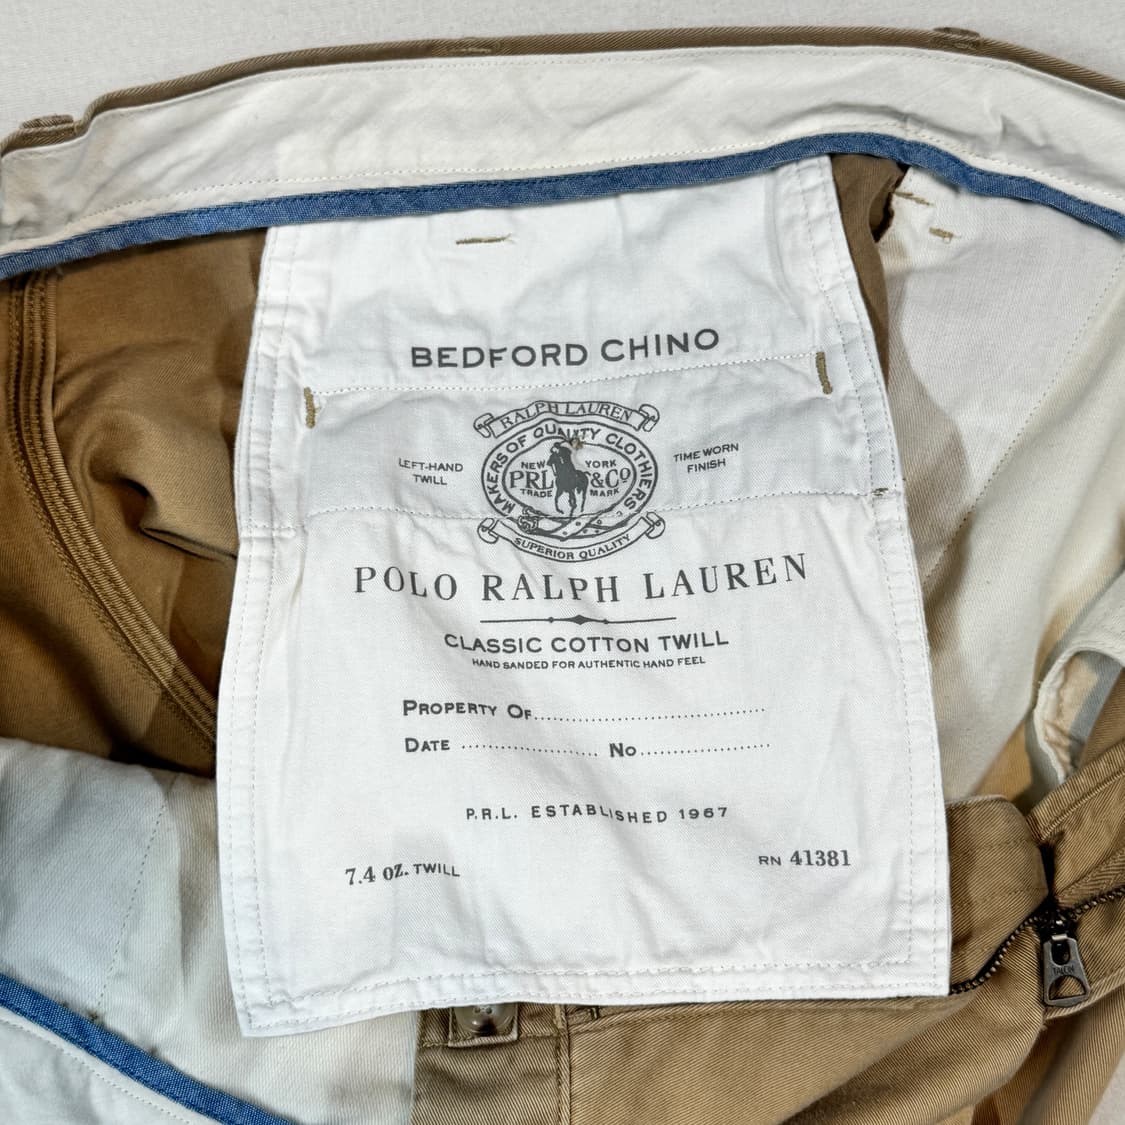 BEDFORD CHINO
RALPH LAUREN
MAKERS OF QUALITY CLOTHIERS
LEFT-HAND
TWILL
NEW YORK
PRL &Co
TRADE MARK
TIME WORN
FINISH
SUPERIOR QUALITY
POLO RALPH LAUREN
CLASSIC COTTON TWILL
HAND SANDED FOR AUTHENTIC HAND FEEL
PROPERTY OF..................................
DATE .................... No....................
P.R.L. ESTABLISHED 1967
7.4 OZ. TWILL
RN 41381
TALON